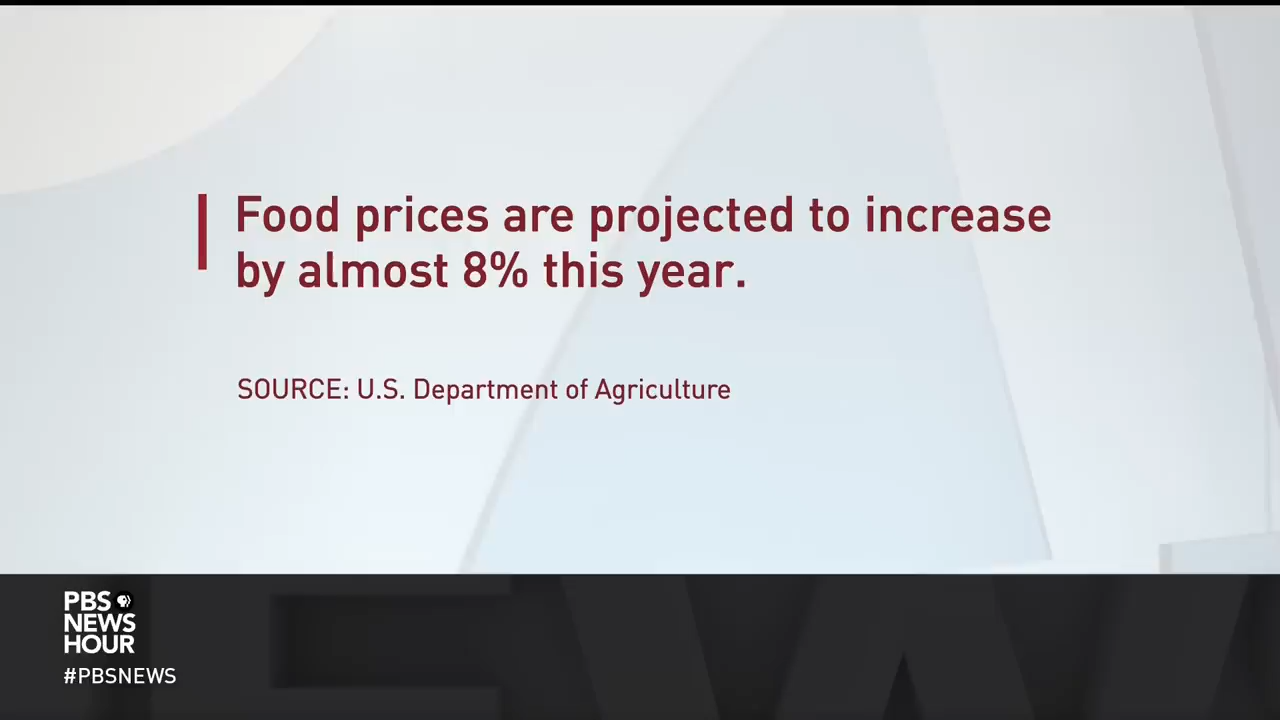 Food prices are projected to increase
by almost 8% this year.
SOURCE: U.S. Department of Agriculture
PBS
NEWS
HOUR
#PBSNEWS